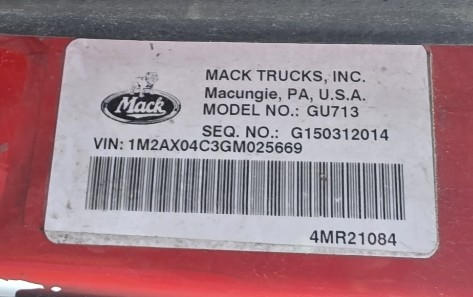 MACK TRUCKS, INC.
Macungie, PA, U.S.A.
MODEL NO.: GU713
SEQ. NO.: G150312014
Mack
VIN: 1M2AX04C3GM025669
4MR21084